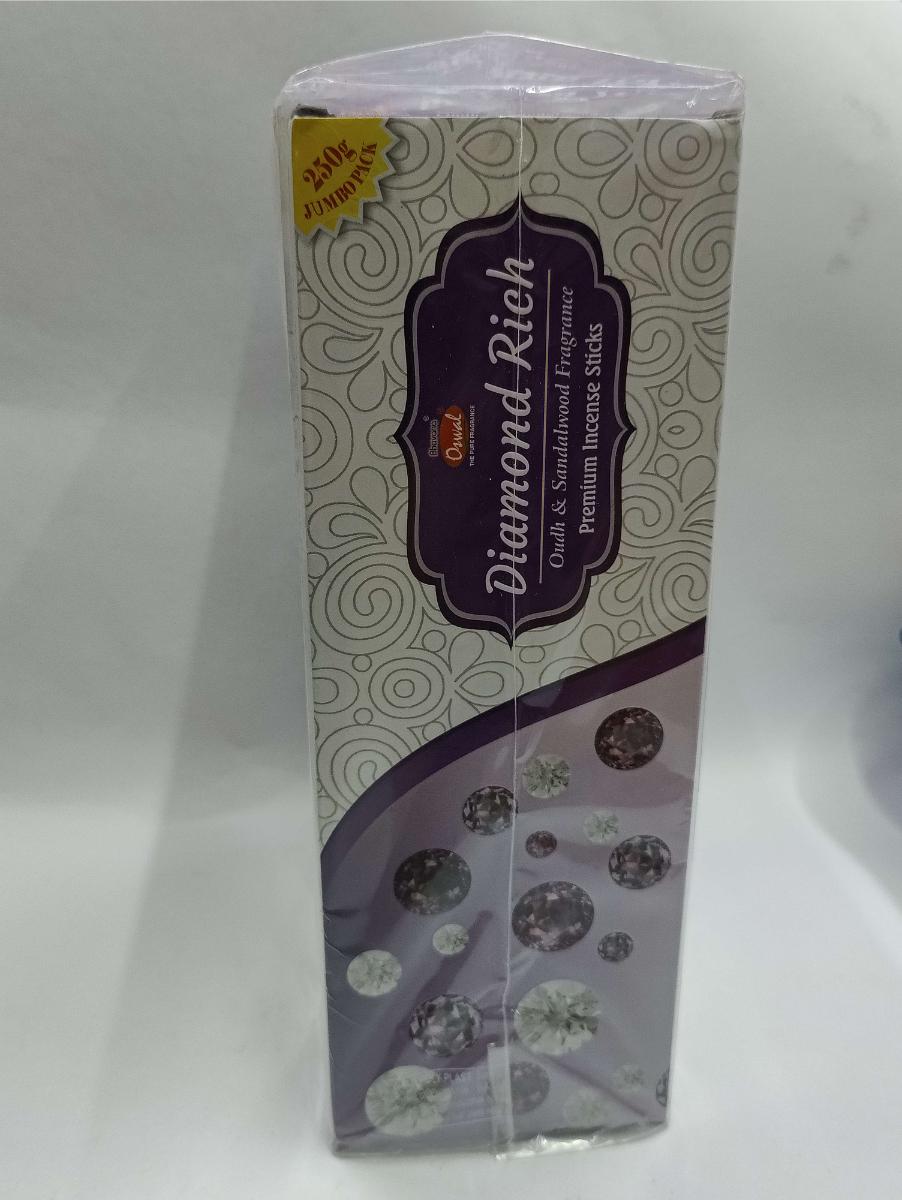 250g
JUMBO PACK
Oswal
THE PURE FRAGRANCE
Diamond Rich
Oudh & Sandalwood Fragrance
Premium Incense Sticks